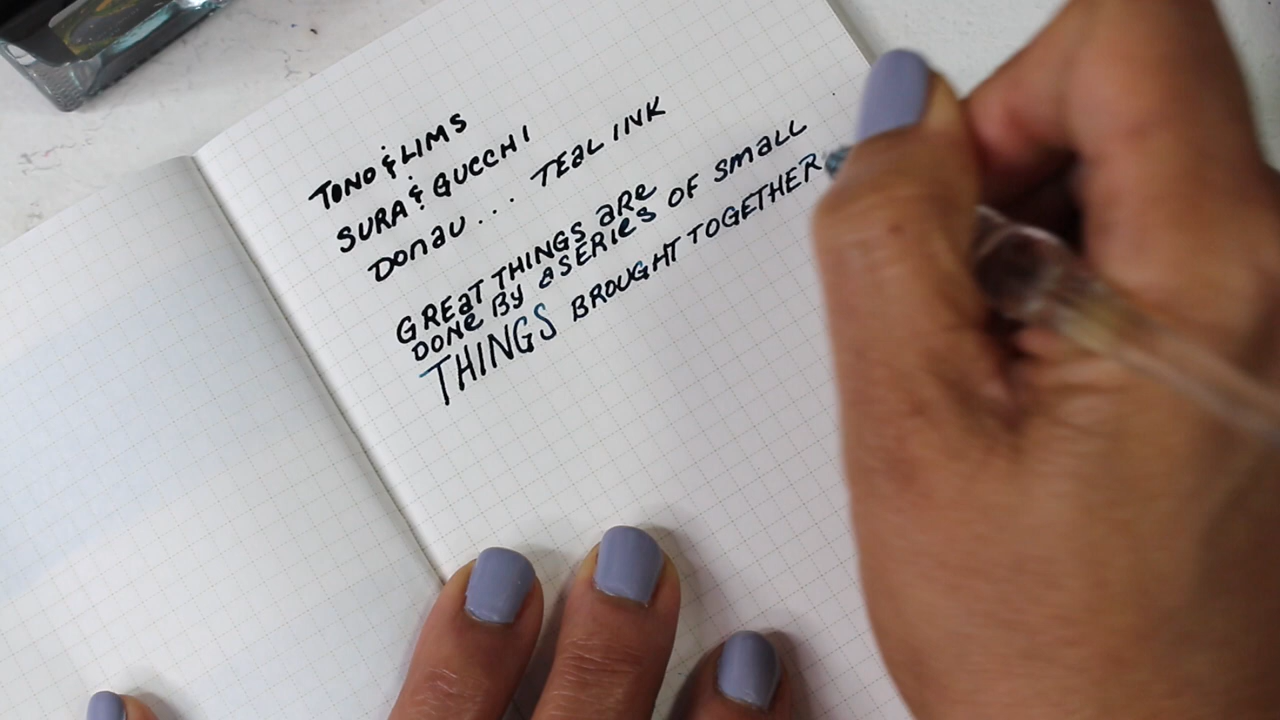 TONO & LIMS
SURA & GUCCHI
DONaU... TEaL INK
GREaT THINGS aRe
DONe BY a SERIeS OF SmaLL
THINGS BROUGHT TOGETHER